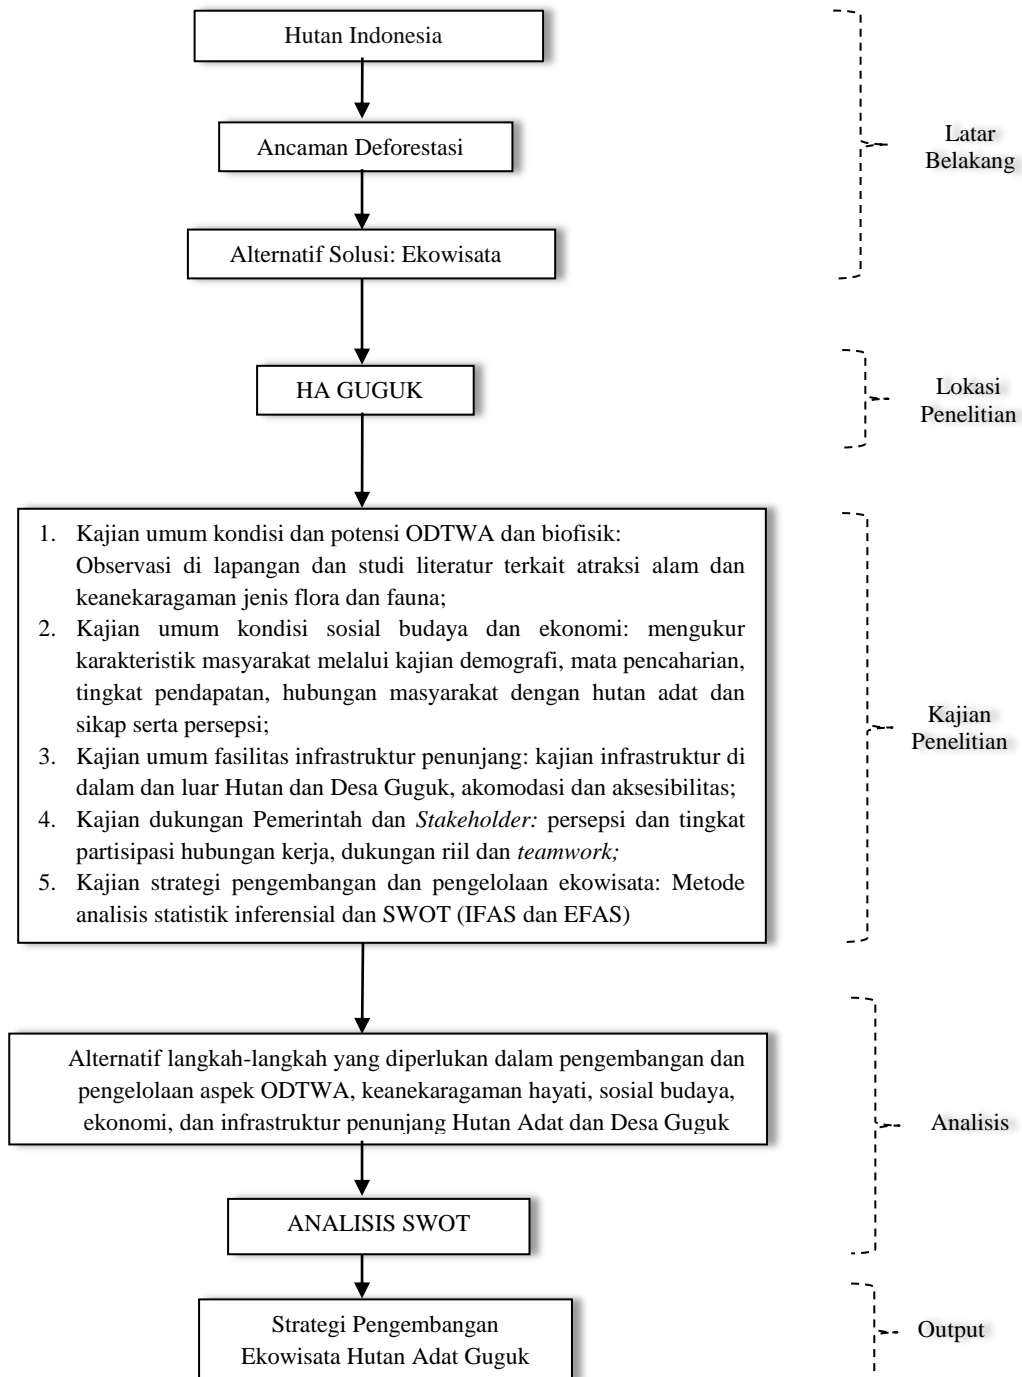 Hutan Indonesia
Ancaman Deforestasi
Latar
Belakang
Alternatif Solusi: Ekowisata
HA GUGUK
Lokasi
Penelitian
1. Kajian umum kondisi dan potensi ODTWA dan biofisik:
Observasi di lapangan dan studi literatur terkait atraksi alam dan
keanekaragaman jenis flora dan fauna;
2. Kajian umum kondisi sosial budaya dan ekonomi: mengukur
karakteristik masyarakat melalui kajian demografi, mata pencaharian,
tingkat pendapatan, hubungan masyarakat dengan hutan adat dan
sikap serta persepsi;
3. Kajian umum fasilitas infrastruktur penunjang: kajian infrastruktur di
dalam dan luar Hutan dan Desa Guguk, akomodasi dan aksesibilitas;
4. Kajian dukungan Pemerintah dan Stakeholder: persepsi dan tingkat
partisipasi hubungan kerja, dukungan riil dan teamwork;
5. Kajian strategi pengembangan dan pengelolaan ekowisata: Metode
analisis statistik inferensial dan SWOT (IFAS dan EFAS)
Kajian
Penelitian
Alternatif langkah-langkah yang diperlukan dalam pengembangan dan
pengelolaan aspek ODTWA, keanekaragaman hayati, sosial budaya,
ekonomi, dan infrastruktur penunjang Hutan Adat dan Desa Guguk
Analisis
ANALISIS SWOT
Strategi Pengembangan
Ekowisata Hutan Adat Guguk
Output